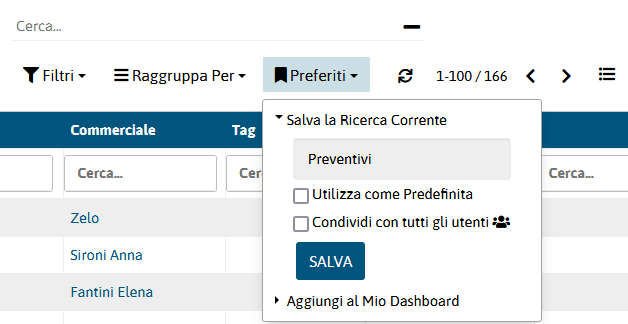 Cerca...
Filtri Raggruppa Per Preferiti 1-100 / 166
Commerciale Tag
Salva la Ricerca Corrente
Preventivi
Cerca... Cerc Cerca...
Utilizza come Predefinita
Zelo
Condividi con tutti gli utenti
Sironi Anna
SALVA
Fantini Elena
Aggiungi al Mio Dashboard